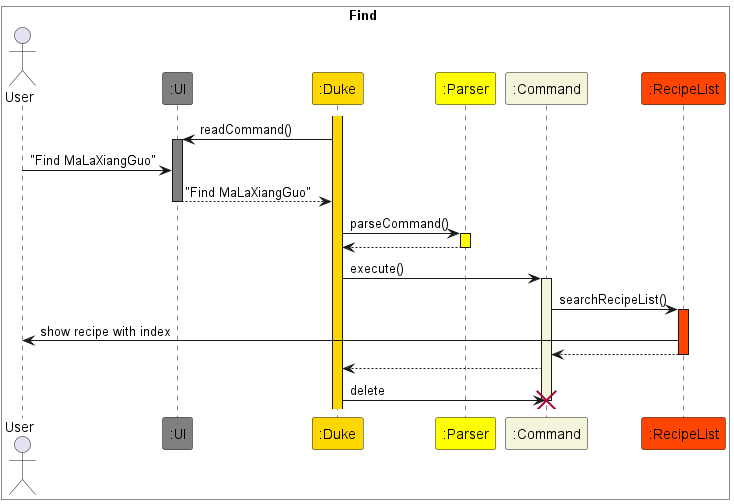 Find
User
:UI
:Duke
:Parser
:Command
:RecipeList
readCommand()
"Find MaLaXiangGuo"
"Find MaLaXiangGuo"
parseCommand()
execute()
searchRecipeList()
show recipe with index
delete
User
:UI
:Duke
:Parser
:Command
:RecipeList